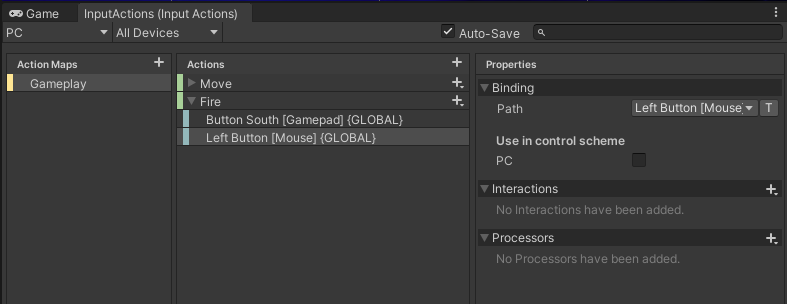 Game InputActions (Input Actions)
PC All Devices Auto-Save
Action Maps Actions Properties
Gameplay Move Binding
Fire Path Left Button [Mouse] T
Button South [Gamepad] {GLOBAL}
Left Button [Mouse] {GLOBAL} Use in control scheme
PC
Interactions
No Interactions have been added.
Processors
No Processors have been added.